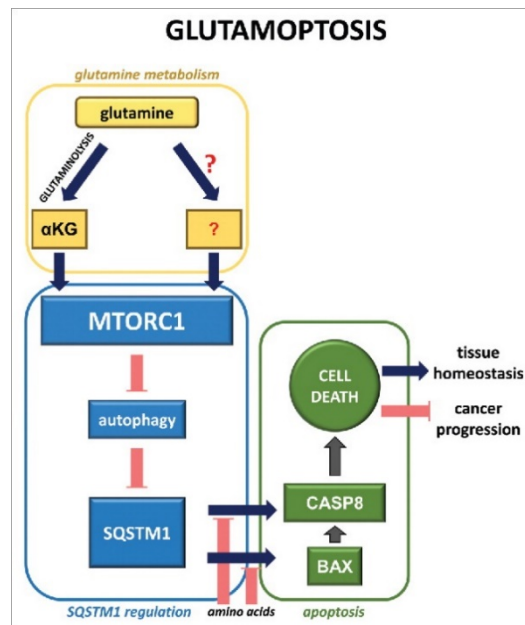 GLUTAMOPTOSIS
glutamine metabolism
glutamine
GLUTAMINOLYSIS
?
αKG
?
MTORC1
autophagy
SQSTM1
SQSTM1 regulation
CELL
DEATH
CASP8
BAX
apoptosis
amino acids
tissue
homeostasis
cancer
progression